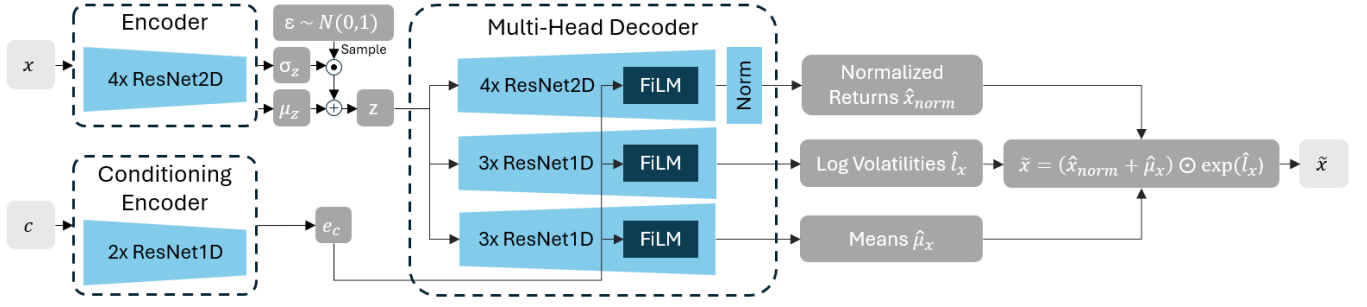 Encoder
x
4x ResNet2D
ε ~ N(0,1)
Sample
σ_z
μ_z
+
z
Conditioning
Encoder
c
2x ResNet1D
e_c
Multi-Head Decoder
4x ResNet2D
FiLM
Norm
3x ResNet1D
FiLM
3x ResNet1D
FiLM
Normalized
Returns x̂_norm
Log Volatilities l̂_x
Means μ̂_x
x̃ = (x̂_norm + μ̂_x) ⊙ exp(l̂_x)
x̃